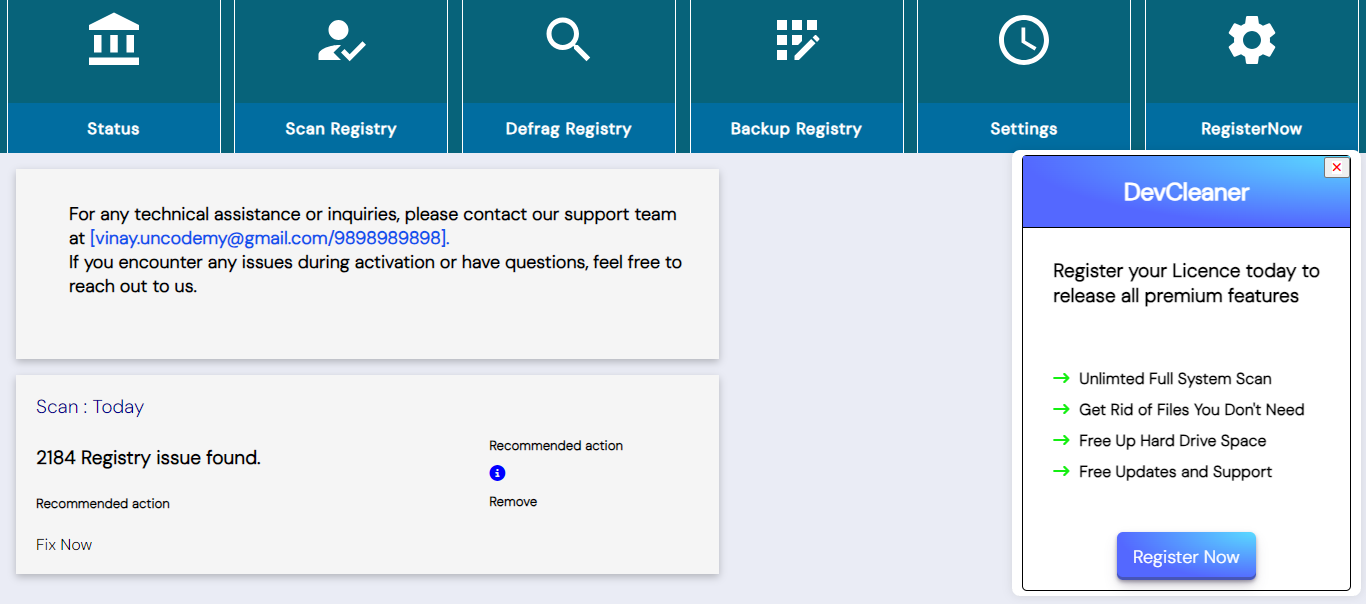 Status
Scan Registry
Defrag Registry
Backup Registry
Settings
RegisterNow
For any technical assistance or inquiries, please contact our support team
at [vinay.uncodemy@gmail.com/9898989898].
If you encounter any issues during activation or have questions, feel free to
reach out to us.
Scan : Today
2184 Registry issue found.
Recommended action
Fix Now
Recommended action
Remove
DevCleaner
Register your Licence today to
release all premium features
Unlimted Full System Scan
Get Rid of Files You Don't Need
Free Up Hard Drive Space
Free Updates and Support
Register Now